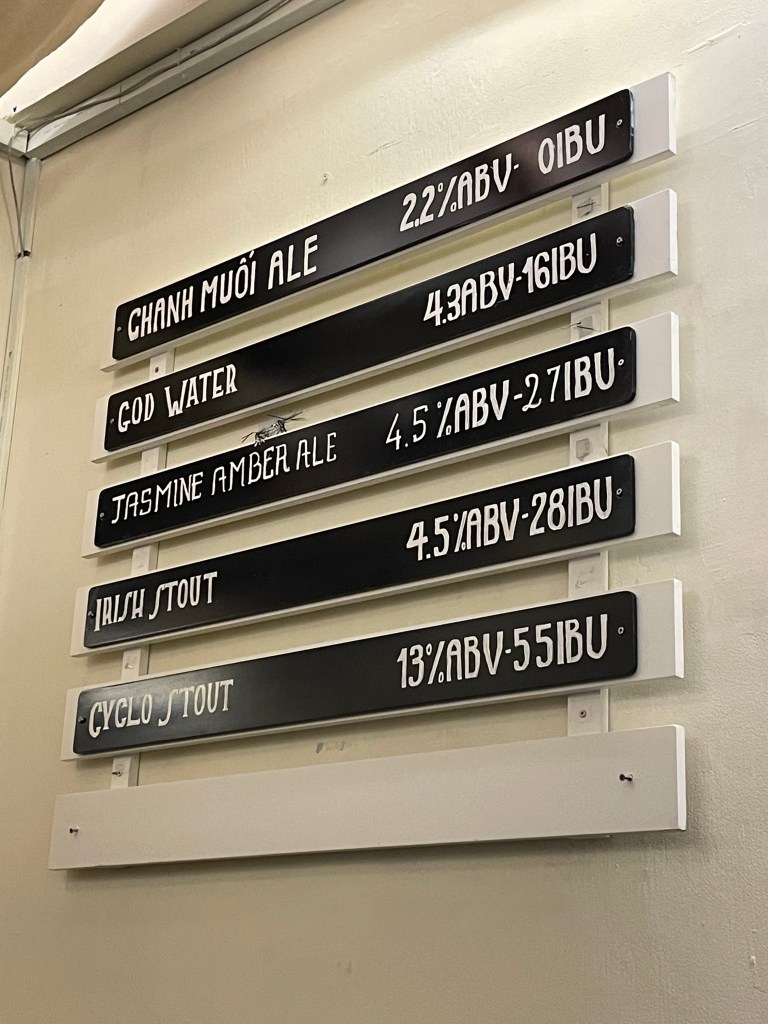 CHANH MUỐI ALE 2.2%ABV- 0IBU
GOD WATER 4.3ABV-16IBU
JASMINE AMBER ALE 4.5%ABV-27IBU
IRISH STOUT 4.5%ABV-28IBU
CYCLO STOUT 13%ABV-55IBU